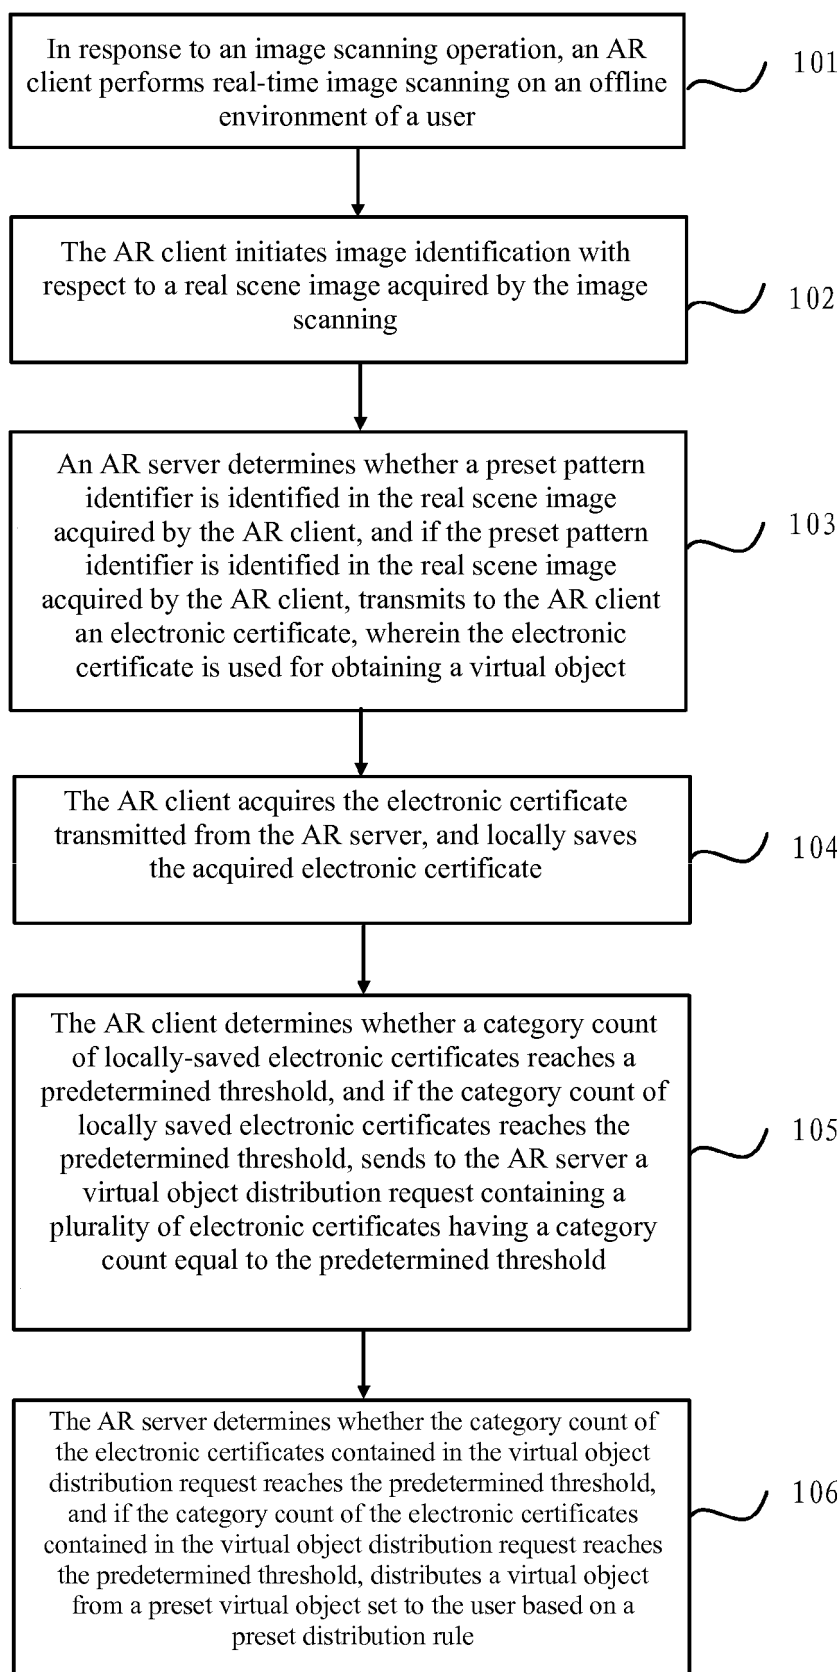 In response to an image scanning operation, an AR
client performs real-time image scanning on an offline
environment of a user
101
The AR client initiates image identification with
respect to a real scene image acquired by the image
scanning
102
An AR server determines whether a preset pattern
identifier is identified in the real scene image
acquired by the AR client, and if the preset pattern
identifier is identified in the real scene image
acquired by the AR client, transmits to the AR client
an electronic certificate, wherein the electronic
certificate is used for obtaining a virtual object
103
The AR client acquires the electronic certificate
transmitted from the AR server, and locally saves
the acquired electronic certificate
104
The AR client determines whether a category count
of locally-saved electronic certificates reaches a
predetermined threshold, and if the category count of
locally saved electronic certificates reaches the
predetermined threshold, sends to the AR server a
virtual object distribution request containing a
plurality of electronic certificates having a category
count equal to the predetermined threshold
105
The AR server determines whether the category count of
the electronic certificates contained in the virtual object
distribution request reaches the predetermined threshold,
and if the category count of the electronic certificates
contained in the virtual object distribution request reaches
the predetermined threshold, distributes a virtual object
from a preset virtual object set to the user based on a
preset distribution rule
106